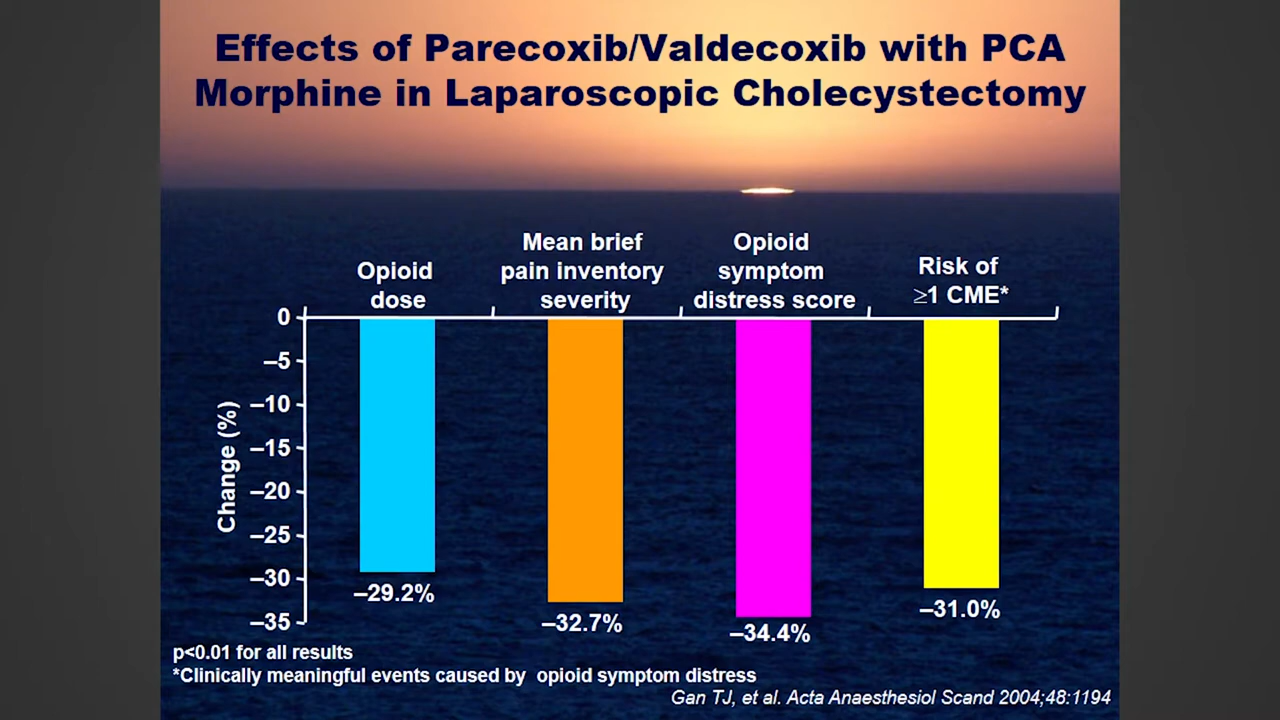 Effects of Parecoxib/Valdecoxib with PCA
Morphine in Laparoscopic Cholecystectomy
Opioid
dose
Mean brief
pain inventory
severity
Opioid
symptom
distress score
Risk of
≥1 CME*
Change (%)
0
–5
–10
–15
–20
–25
–30
–35
–29.2%
–32.7%
–34.4%
–31.0%
p<0.01 for all results
*Clinically meaningful events caused by opioid symptom distress
Gan TJ, et al. Acta Anaesthesiol Scand 2004;48:1194